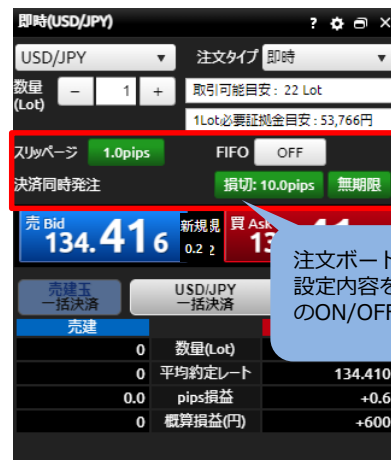 即時(USD/JPY) ?
USD/JPY 注文タイプ 即時
数量 - 1 + 取引可能目安: 22 Lot
(Lot)
1Lot必要証拠金目安: 53,766円
スリッページ 1.0pips FIFO OFF
決済同時発注 損切: 10.0pips 無期限
売 Bid 新規見 買 Ask
134.41 6 0.2
注文ボード
設定内容を
のON/OFF
売建玉 USD/JPY
一括決済 一括決済
売建
0 数量(Lot)
0 平均約定レート 134.410
0.0 pips損益 +0.6
0 概算損益(円) +600